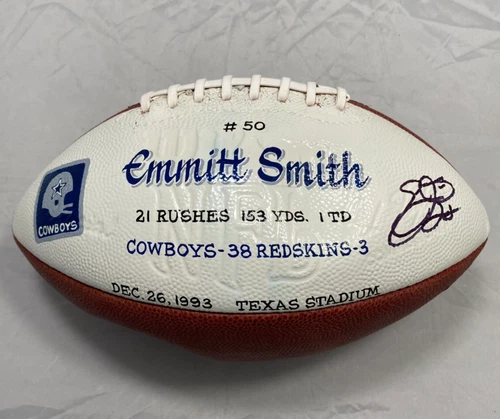 # 50
Emmitt Smith
21 RUSHES 153 YDS. 1 TD
COWBOYS-38 REDSKINS-3
DEC. 26, 1993 TEXAS STADIUM
COWBOYS